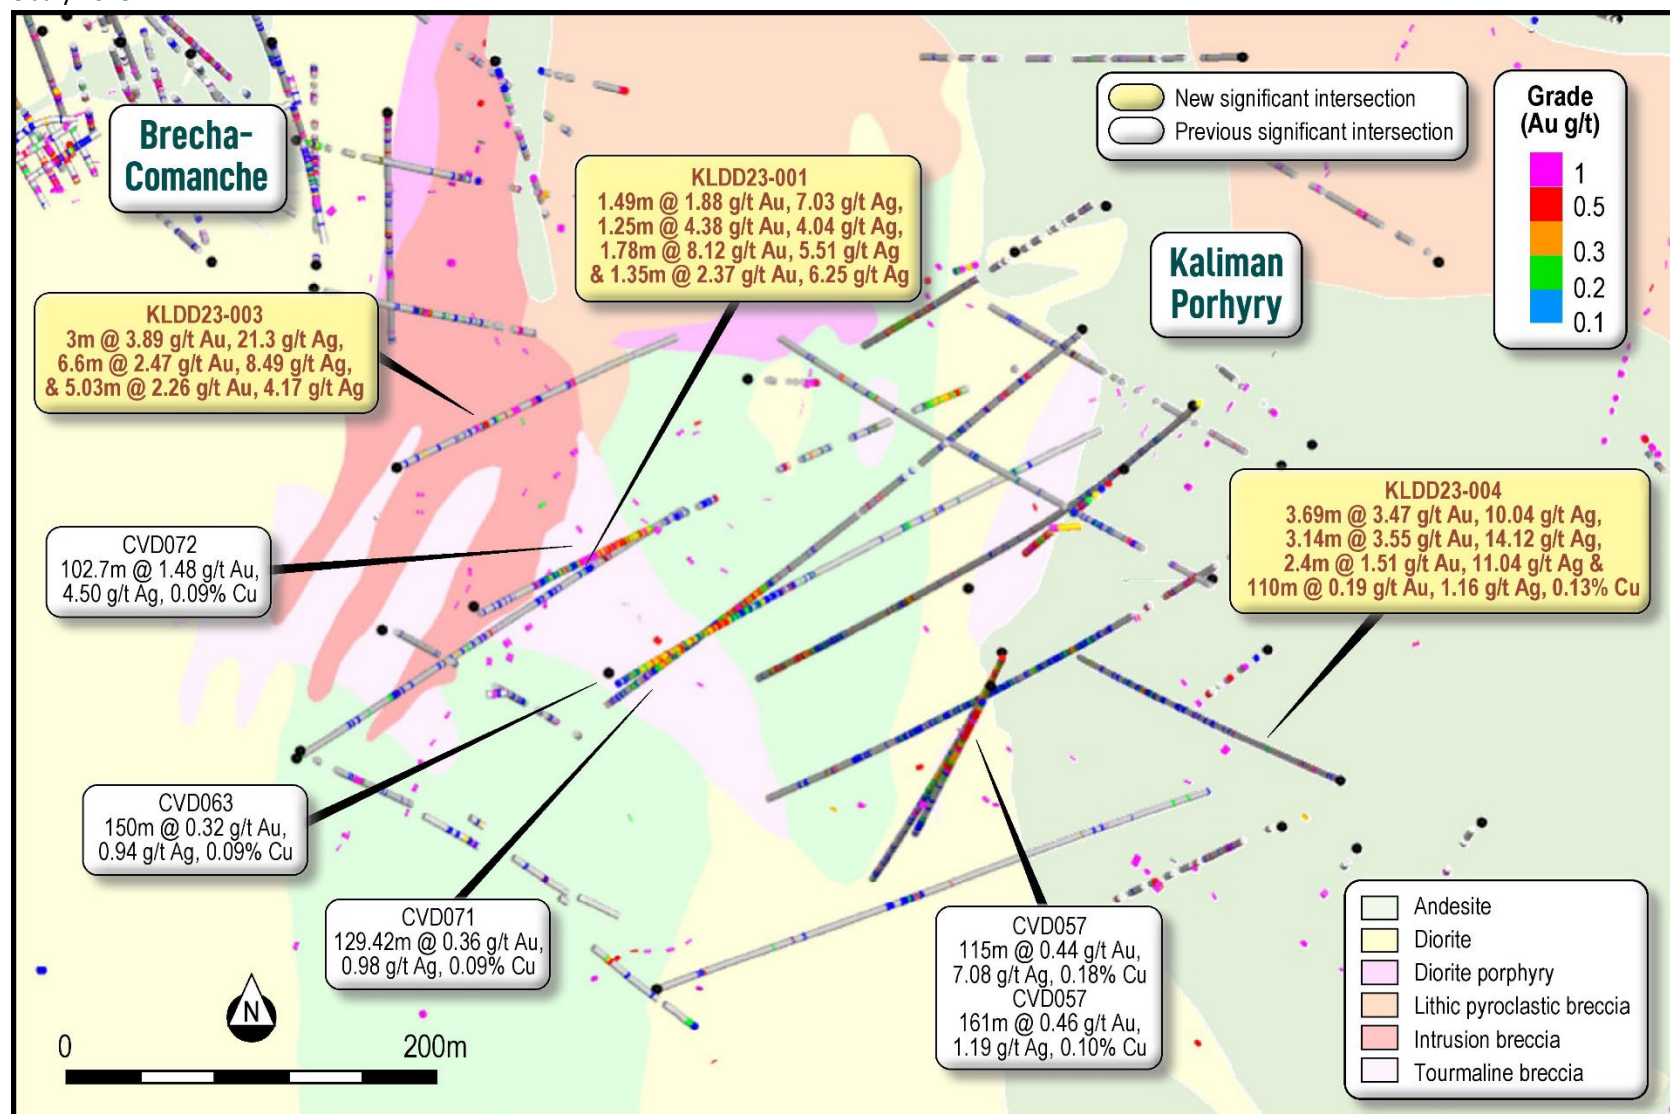 Brecha-
Comanche
New significant intersection
Previous significant intersection
Grade
(Au g/t)
1
0.5
0.3
0.2
0.1
KLDD23-001
1.49m @ 1.88 g/t Au, 7.03 g/t Ag,
1.25m @ 4.38 g/t Au, 4.04 g/t Ag,
1.78m @ 8.12 g/t Au, 5.51 g/t Ag
& 1.35m @ 2.37 g/t Au, 6.25 g/t Ag
Kaliman
Porhyry
KLDD23-003
3m @ 3.89 g/t Au, 21.3 g/t Ag,
6.6m @ 2.47 g/t Au, 8.49 g/t Ag,
& 5.03m @ 2.26 g/t Au, 4.17 g/t Ag
KLDD23-004
3.69m @ 3.47 g/t Au, 10.04 g/t Ag,
3.14m @ 3.55 g/t Au, 14.12 g/t Ag,
2.4m @ 1.51 g/t Au, 11.04 g/t Ag &
110m @ 0.19 g/t Au, 1.16 g/t Ag, 0.13% Cu
CVD072
102.7m @ 1.48 g/t Au,
4.50 g/t Ag, 0.09% Cu
CVD063
150m @ 0.32 g/t Au,
0.94 g/t Ag, 0.09% Cu
CVD071
129.42m @ 0.36 g/t Au,
0.98 g/t Ag, 0.09% Cu
CVD057
115m @ 0.44 g/t Au,
7.08 g/t Ag, 0.18% Cu
CVD057
161m @ 0.46 g/t Au,
1.19 g/t Ag, 0.10% Cu
Andesite
Diorite
Diorite porphyry
Lithic pyroclastic breccia
Intrusion breccia
Tourmaline breccia
N
0 200m